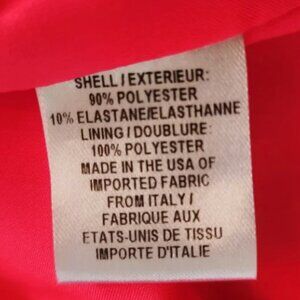 SHELL / EXTERIEUR:
90% POLYESTER
10% ELASTANE/ELASTHANNE
LINING / DOUBLURE:
100% POLYESTER
MADE IN THE USA OF
IMPORTED FABRIC
FROM ITALY /
FABRIQUE AUX
ETATS-UNIS DE TISSU
IMPORTE D'ITALIE